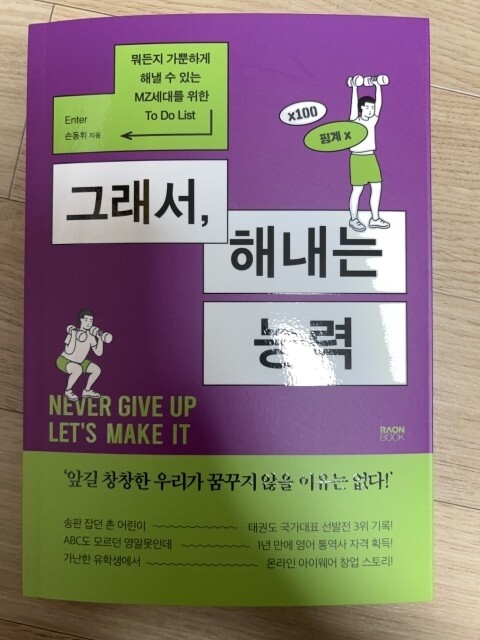 뭐든지 가뿐하게
해낼 수 있는
MZ세대를 위한
To Do List
Enter
손동휘 지음
x100
핑계 x
그래서,
해내는
능력
NEVER GIVE UP
LET'S MAKE IT
RAON
BOOK
'앞길 창창한 우리가 꿈꾸지 않을 이유는 없다!'
송판 잡던 촌 어린이 태권도 국가대표 선발전 3위 기록!
ABC도 모르던 영알못인데 1년 만에 영어 통역사 자격 획득!
가난한 유학생에서 온라인 아이웨어 창업 스토리!